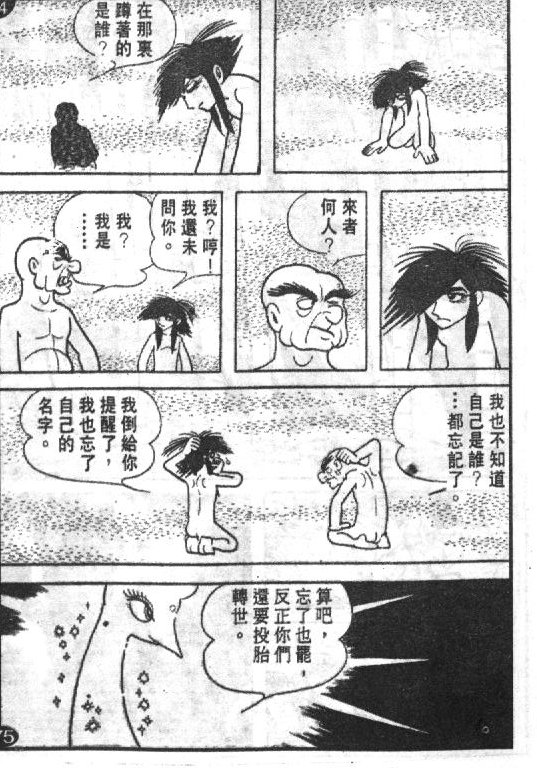 在那裏
蹲著的
是誰？
來者
何人？
我？哼！
我還未
問你。
我？
我是
……
我也不知道
自己是誰？
…都忘記了。
我倒給你
提醒了，
我也忘了
自己的
名字。
算吧，
忘了也罷，
反正你們
還要投胎
轉世。
75